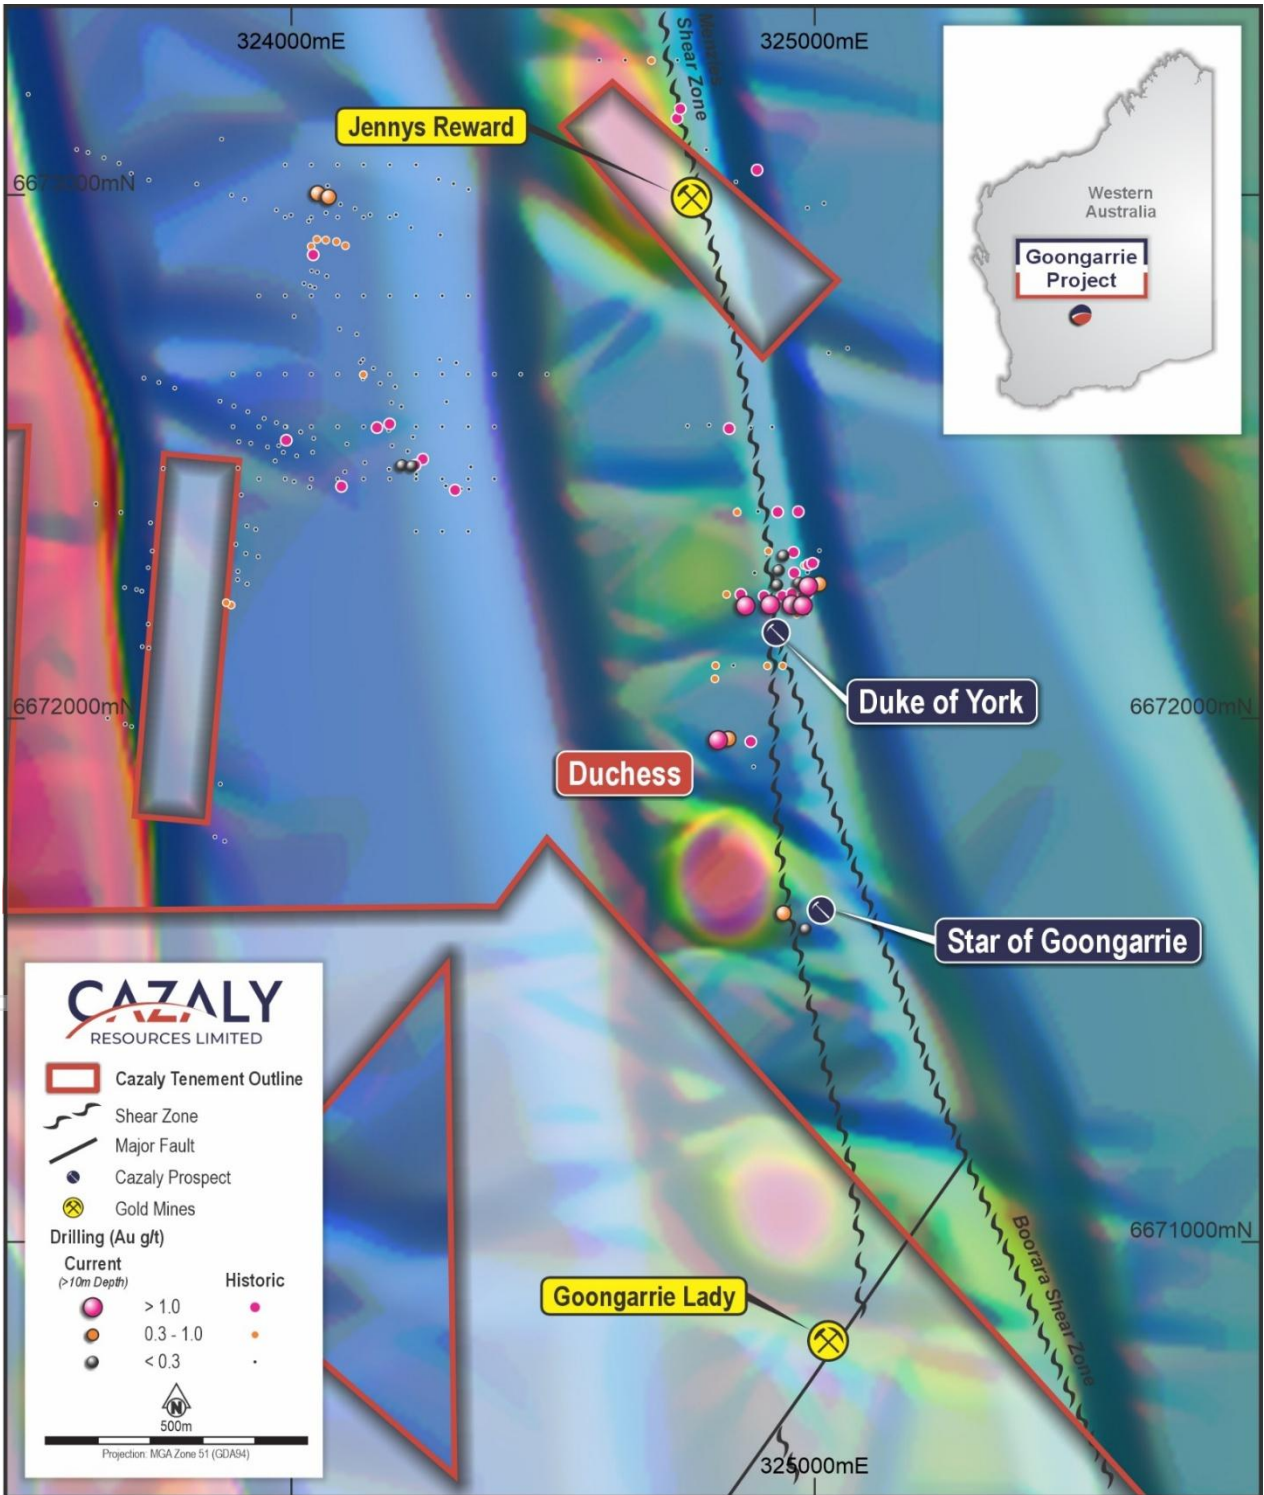 324000mE
Menzies
Shear Zone
325000mE
Jennys Reward
6673000mN
Western
Australia
Goongarrie
Project
6672000mN
Duke of York
6672000mN
Duchess
Star of Goongarrie
CAZALY
RESOURCES LIMITED
Cazaly Tenement Outline
Shear Zone
Major Fault
Cazaly Prospect
Gold Mines
Drilling (Au g/t)
Current
(>10m Depth)
Historic
> 1.0
0.3 - 1.0
< 0.3
N
500m
Projection: MGA Zone 51 (GDA94)
6671000mN
Boorara Shear Zone
Goongarrie Lady
325000mE